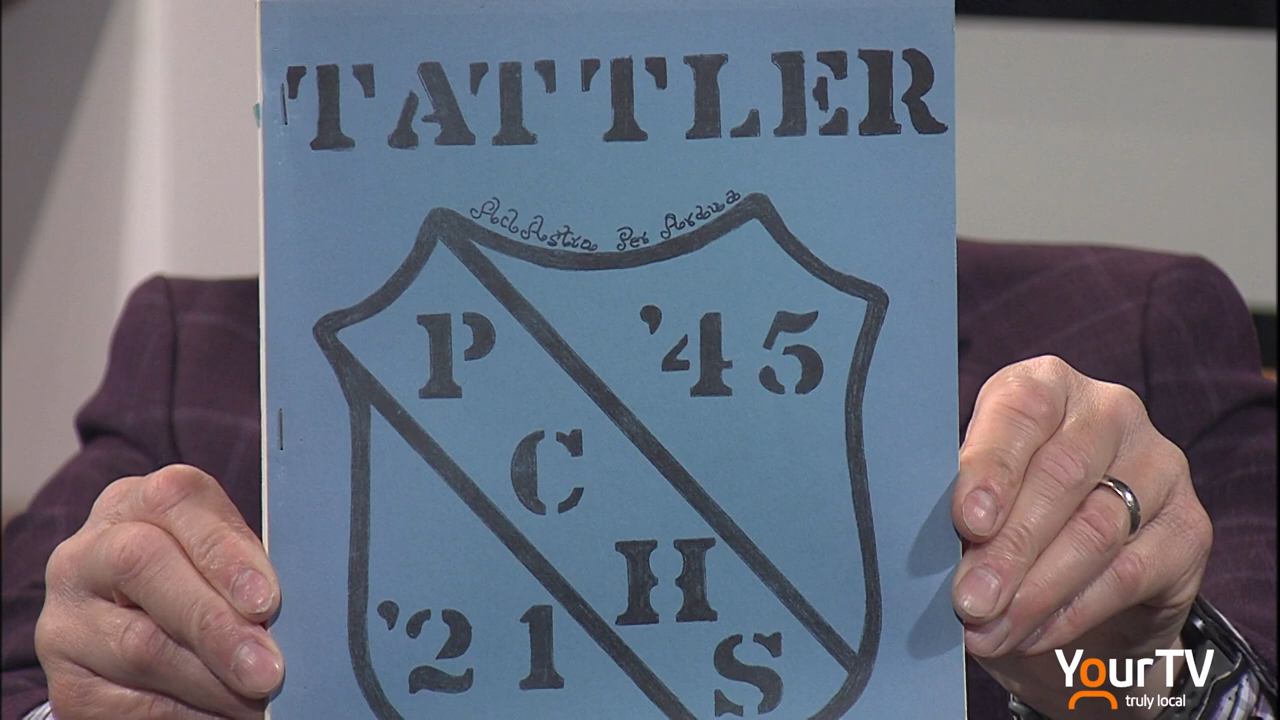 TATTLER
Ad Astra Per Ardua
P '45
C
H
'21 S
YourTV
truly local